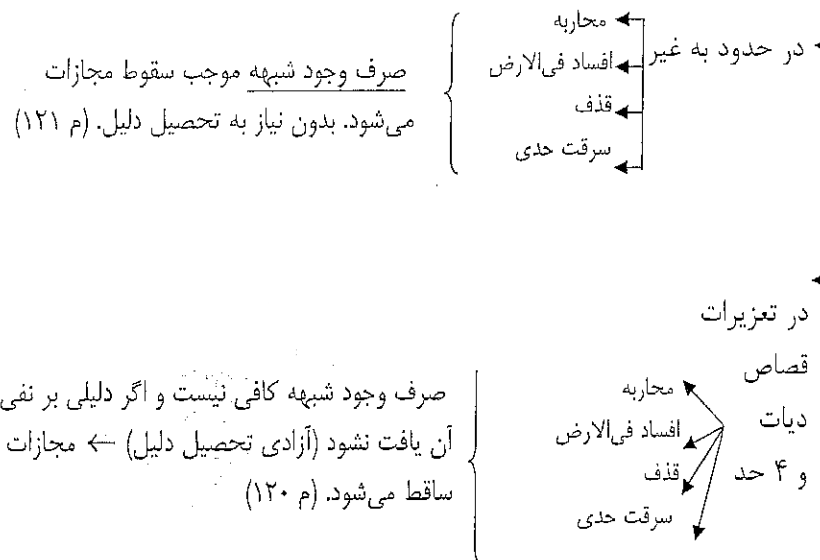 در حدود به غیر
محاربه
افساد فی‌الارض
قذف
سرقت حدی
صرف وجود شبهه موجب سقوط مجازات
می‌شود. بدون نیاز به تحصیل دلیل. (م ۱۲۱)
در تعزیرات
قصاص
دیات
و ۴ حد
محاربه
افساد فی‌الارض
قذف
سرقت حدی
صرف وجود شبهه کافی نیست و اگر دلیلی بر نفی
آن یافت نشود (آزادی تحصیل دلیل) ← مجازات
ساقط می‌شود. (م ۱۲۰)